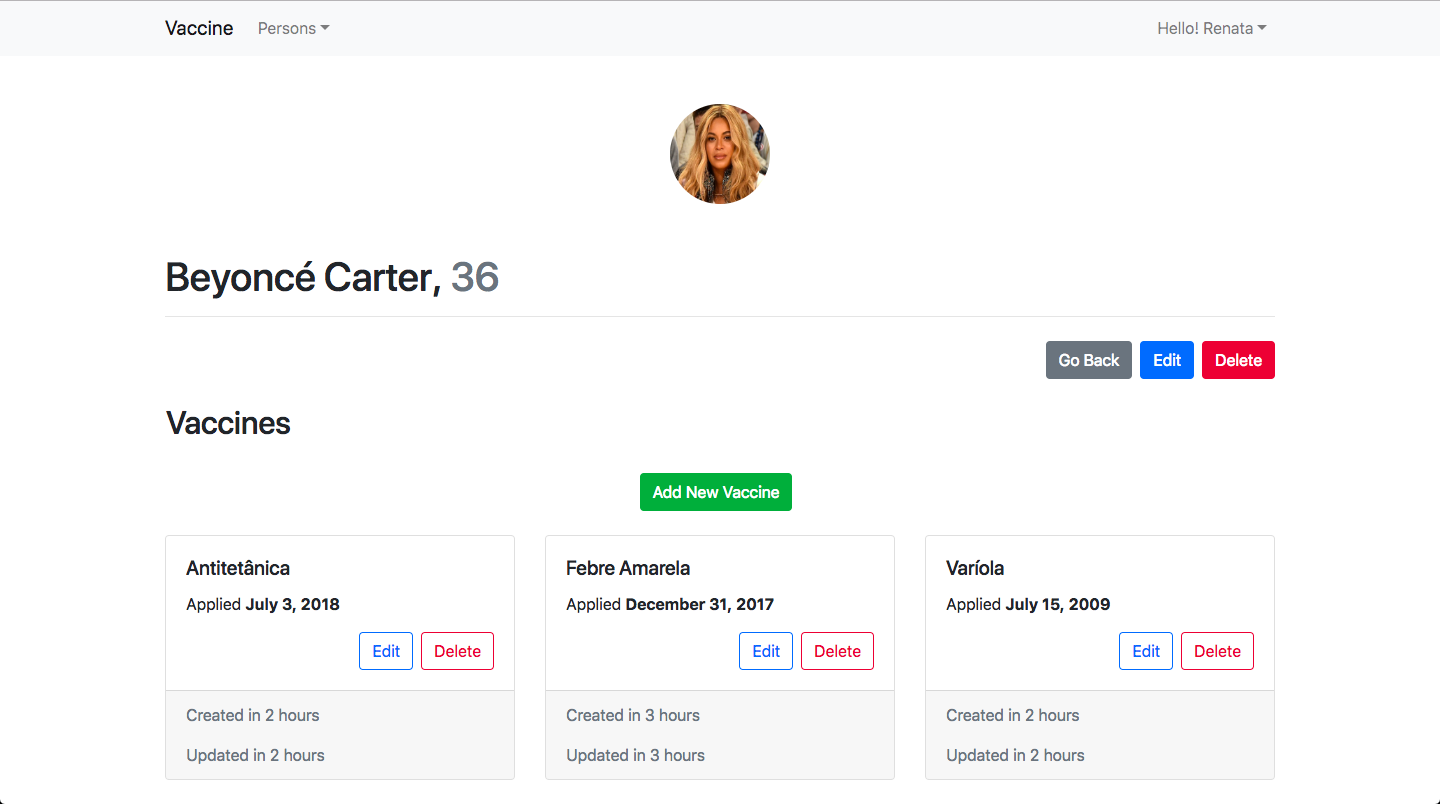 Vaccine Persons Hello! Renata
Beyoncé Carter, 36
Go Back Edit Delete
Vaccines
Add New Vaccine
Antitetânica
Applied July 3, 2018
Edit Delete
Created in 2 hours
Updated in 2 hours
Febre Amarela
Applied December 31, 2017
Edit Delete
Created in 3 hours
Updated in 3 hours
Varíola
Applied July 15, 2009
Edit Delete
Created in 2 hours
Updated in 2 hours